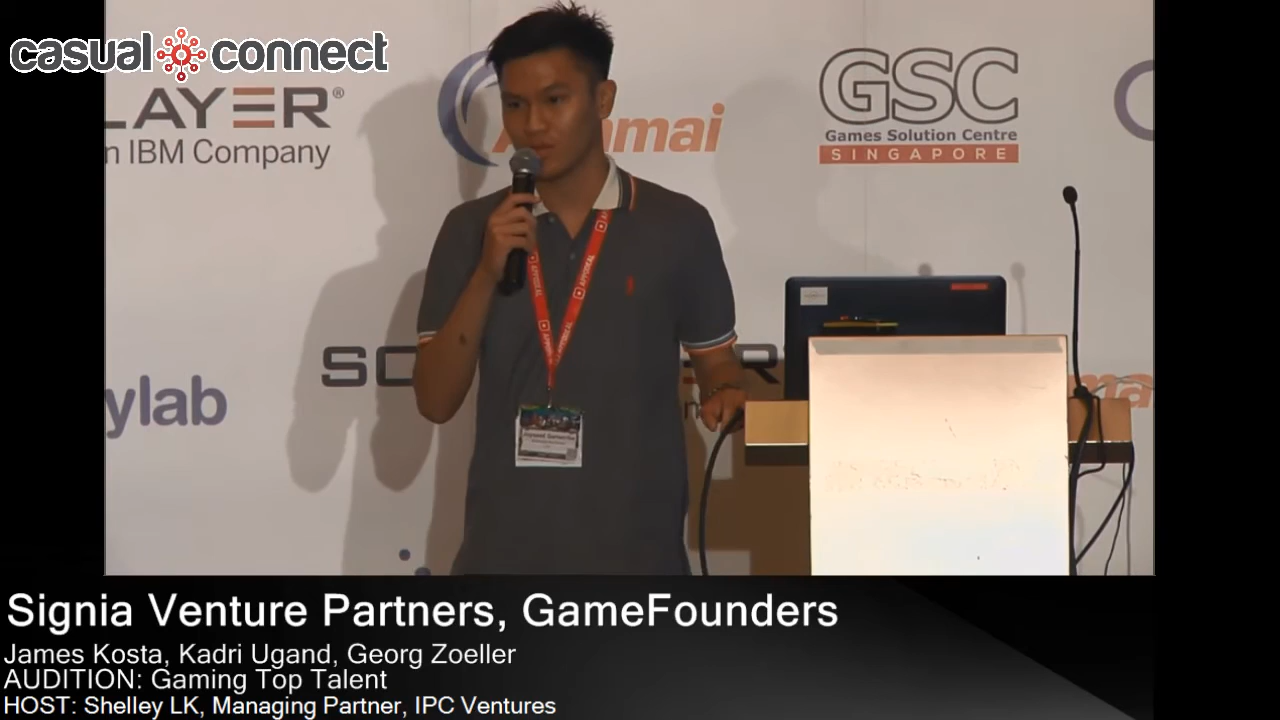 casual connect
LAYER®
n IBM Company
GSC
Games Solution Centre
SINGAPORE
ylab
Signia Venture Partners, GameFounders
James Kosta, Kadri Ugand, Georg Zoeller
AUDITION: Gaming Top Talent
HOST: Shelley LK, Managing Partner, IPC Ventures